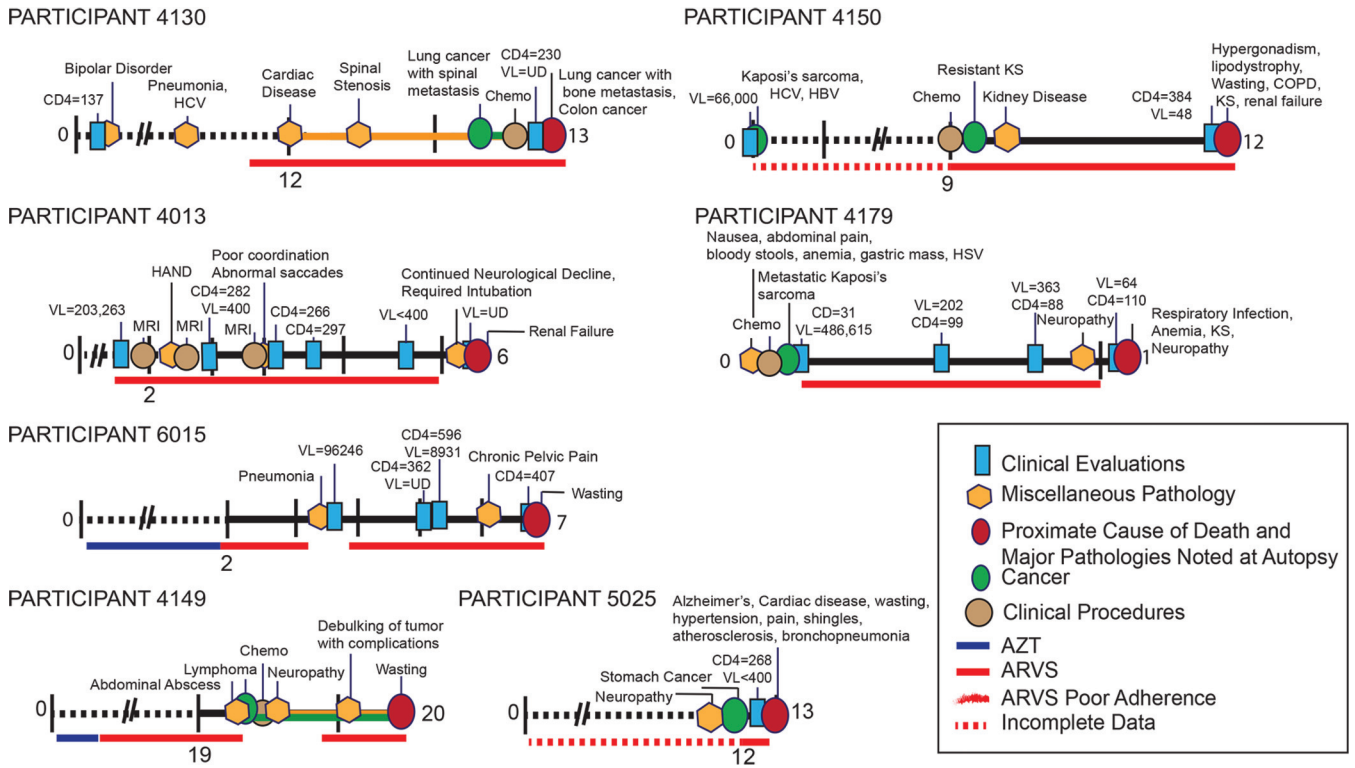 PARTICIPANT 4130
Bipolar Disorder
CD4=137
Pneumonia,
HCV
Cardiac
Disease
Spinal
Stenosis
Lung cancer
with spinal
metastasis
CD4=230
VL=UD
Chemo
Lung cancer with
bone metastasis,
Colon cancer
0
13
12
PARTICIPANT 4150
VL=66,000
Kaposi's sarcoma,
HCV, HBV
Resistant KS
Chemo
Kidney Disease
CD4=384
VL=48
Hypergonadism,
lipodystrophy,
Wasting, COPD,
KS, renal failure
0
12
9
PARTICIPANT 4013
VL=203,263
MRI
HAND
MRI
Poor coordination
Abnormal saccades
CD4=282
VL=400
MRI
CD4=266
CD4=297
VL<400
Continued Neurological Decline,
Required Intubation
VL=UD
Renal Failure
0
6
2
PARTICIPANT 4179
Nausea, abdominal pain,
bloody stools, anemia, gastric mass, HSV
Metastatic Kaposi's
sarcoma
Chemo
CD=31
VL=486,615
VL=202
CD4=99
VL=363
CD4=88
Neuropathy
VL=64
CD4=110
Respiratory Infection,
Anemia, KS,
Neuropathy
0
1
PARTICIPANT 6015
Pneumonia
VL=96246
CD4=596
VL=8931
CD4=362
VL=UD
Chronic Pelvic Pain
CD4=407
Wasting
0
7
2
PARTICIPANT 4149
Abdominal Abscess
Lymphoma
Chemo
Neuropathy
Debulking of tumor
with complications
Wasting
0
20
19
PARTICIPANT 5025
Alzheimer's, Cardiac disease, wasting,
hypertension, pain, shingles,
atherosclerosis, bronchopneumonia
Stomach Cancer
Neuropathy
CD4=268
VL<400
0
13
12
Clinical Evaluations
Miscellaneous Pathology
Proximate Cause of Death and
Major Pathologies Noted at Autopsy
Cancer
Clinical Procedures
AZT
ARVS
ARVS Poor Adherence
Incomplete Data